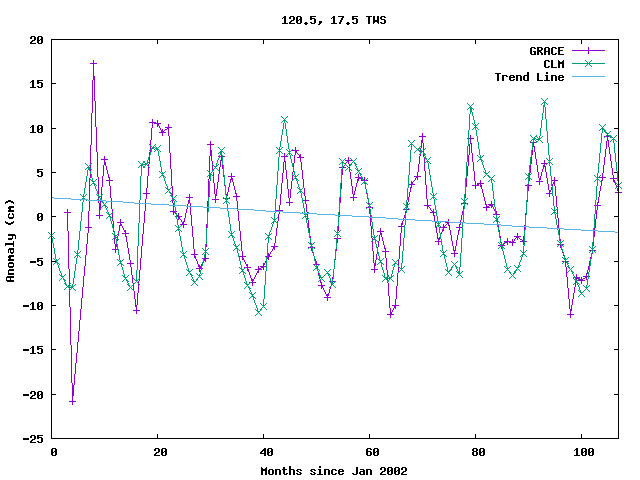 120.5, 17.5 TWS
GRACE
CLM
Trend Line
20
15
10
5
0
-5
-10
-15
-20
-25
Anomaly (cm)
0 20 40 60 80 100
Months since Jan 2002